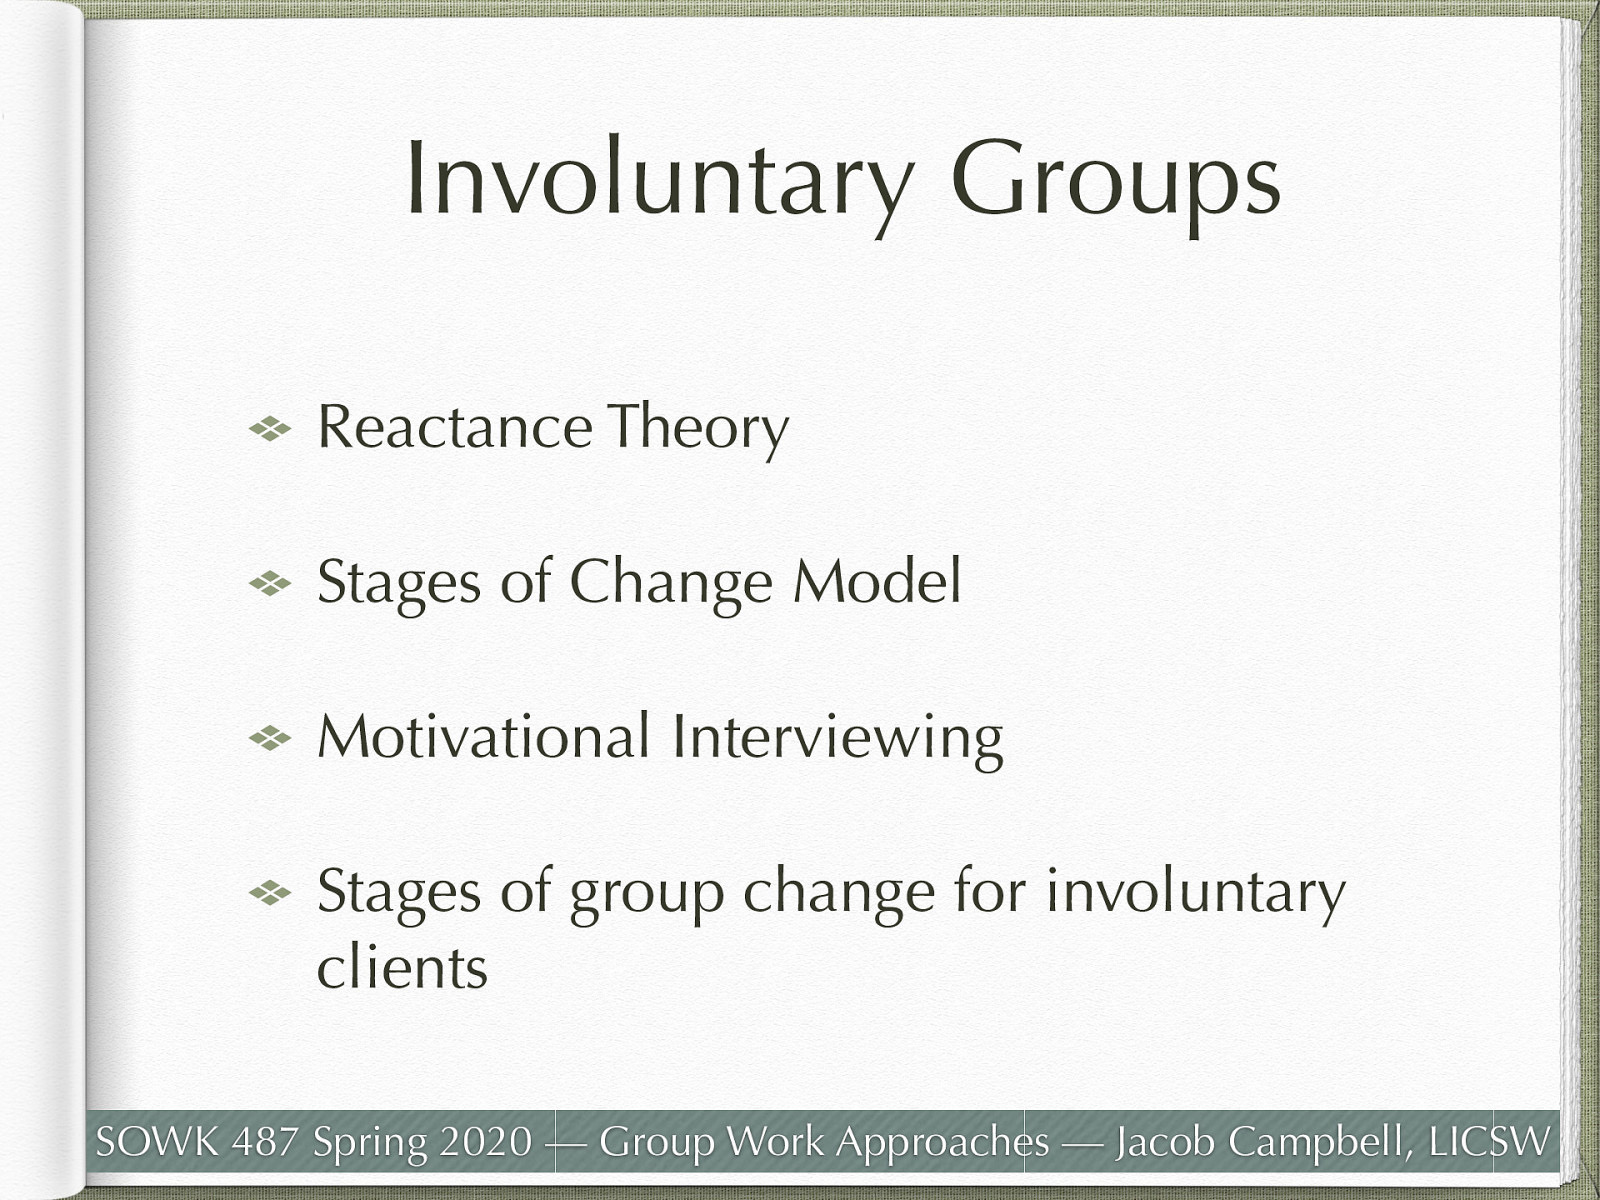 Involuntary Groups
Reactance Theory
Stages of Change Model
Motivational Interviewing
Stages of group change for involuntary
clients
SOWK 487 Spring 2020 — Group Work Approaches — Jacob Campbell, LICSW